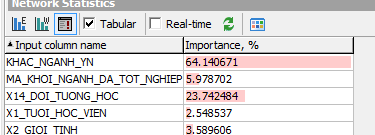 Network Statistics
Tabular Real-time
Input column name Importance, %
KHAC_NGANH_YN 64.140671
MA_KHOI_NGANH_DA_TOT_NGHIEP 5.978702
X14_DOI_TUONG_HOC 23.742484
X1_TUOI_HOC_VIEN 2.548537
X2_GIOI_TINH 3.589606